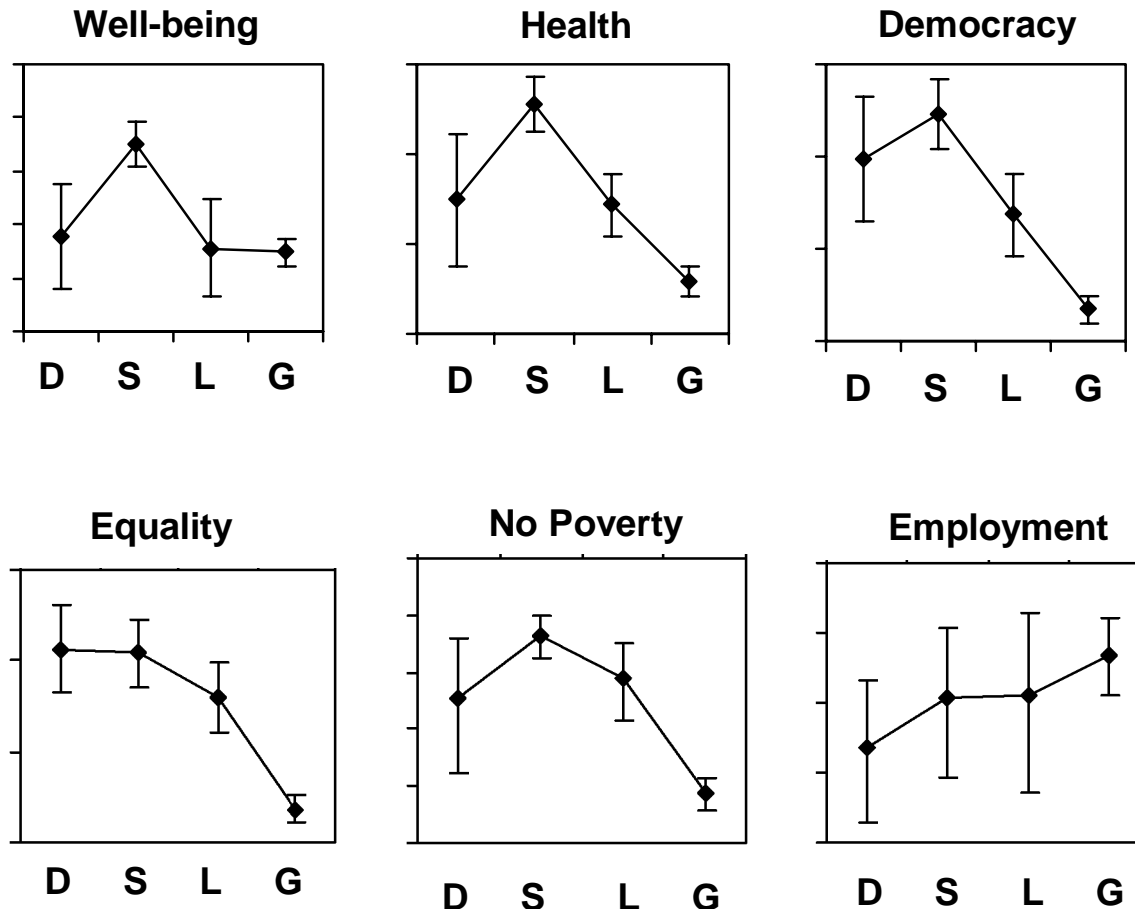 Well-being
Health
Democracy
D S L G
D S L G
D S L G
Equality
No Poverty
Employment
D S L G
D S L G
D S L G